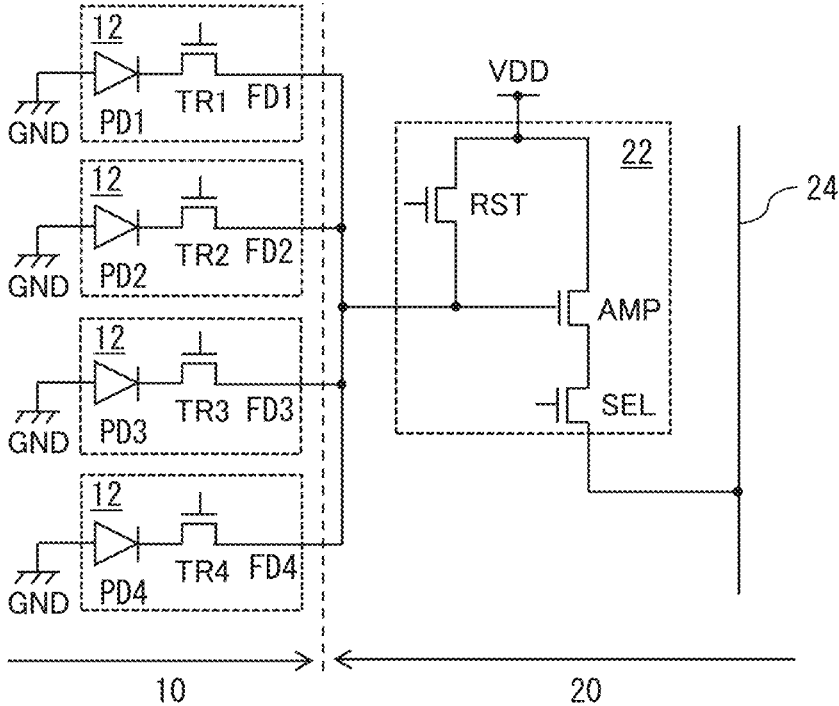 12
GND
PD1
TR1
FD1
12
GND
PD2
TR2
FD2
12
GND
PD3
TR3
FD3
12
GND
PD4
TR4
FD4
VDD
22
RST
AMP
SEL
24
10
20